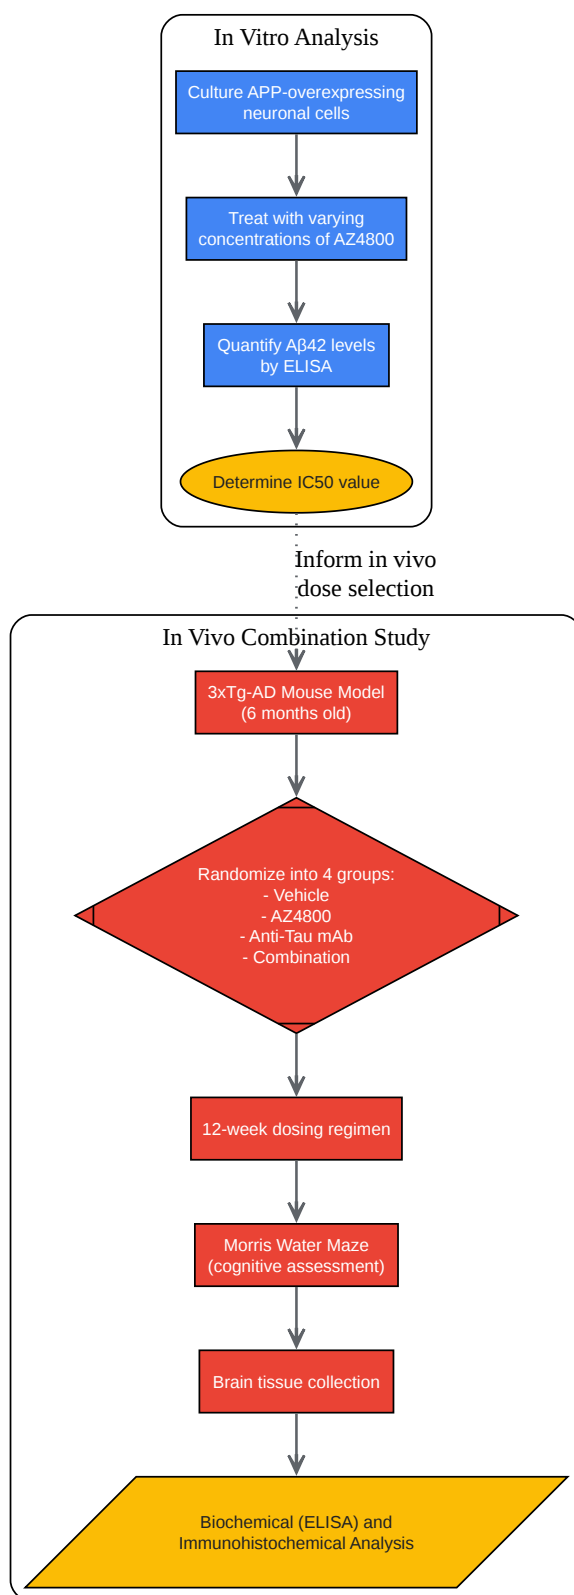 In Vitro Analysis
Culture APP-overexpressing
neuronal cells
Treat with varying
concentrations of AZ4800
Quantify Aβ42 levels
by ELISA
Determine IC50 value
Inform in vivo
dose selection
In Vivo Combination Study
3xTg-AD Mouse Model
(6 months old)
Randomize into 4 groups:
- Vehicle
- AZ4800
- Anti-Tau mAb
- Combination
12-week dosing regimen
Morris Water Maze
(cognitive assessment)
Brain tissue collection
Biochemical (ELISA) and
Immunohistochemical Analysis